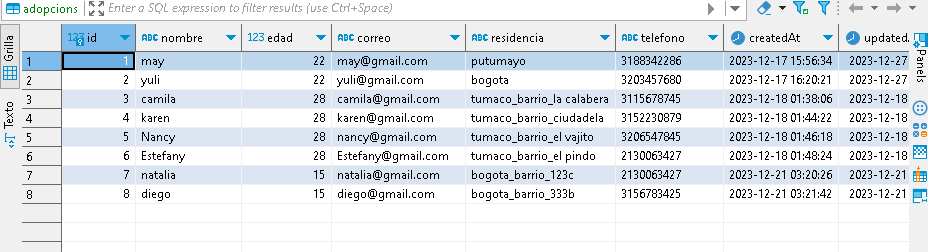 adopcions Enter a SQL expression to filter results (use Ctrl+Space)
Grilla
Texto
Panels
123 id ABC nombre 123 edad ABC correo ABC residencia ABC telefono createdAt updated
1 1 may 22 may@gmail.com putumayo 3188342286 2023-12-17 15:56:34 2023-12-27
2 2 yuli 22 yuli@gmail.com bogota 3203457680 2023-12-17 16:20:21 2023-12-27
3 3 camila 28 camila@gmail.com tumaco_barrio_la calabera 3115678745 2023-12-18 01:38:06 2023-12-18
4 4 karen 28 karen@gmail.com tumaco_barrio_ciudadela 3152230879 2023-12-18 01:44:22 2023-12-18
5 5 Nancy 28 nancy@gmail.com tumaco_barrio_el vajito 3206547845 2023-12-18 01:46:18 2023-12-18
6 6 Estefany 28 Estefany@gmail.com tumaco_barrio_el pindo 2130063427 2023-12-18 01:48:24 2023-12-18
7 7 natalia 15 natalia@gmail.com bogota_barrio_123c 2130063427 2023-12-21 03:20:26 2023-12-21
8 8 diego 15 diego@gmail.com bogota_barrio_333b 3156783425 2023-12-21 03:21:42 2023-12-21